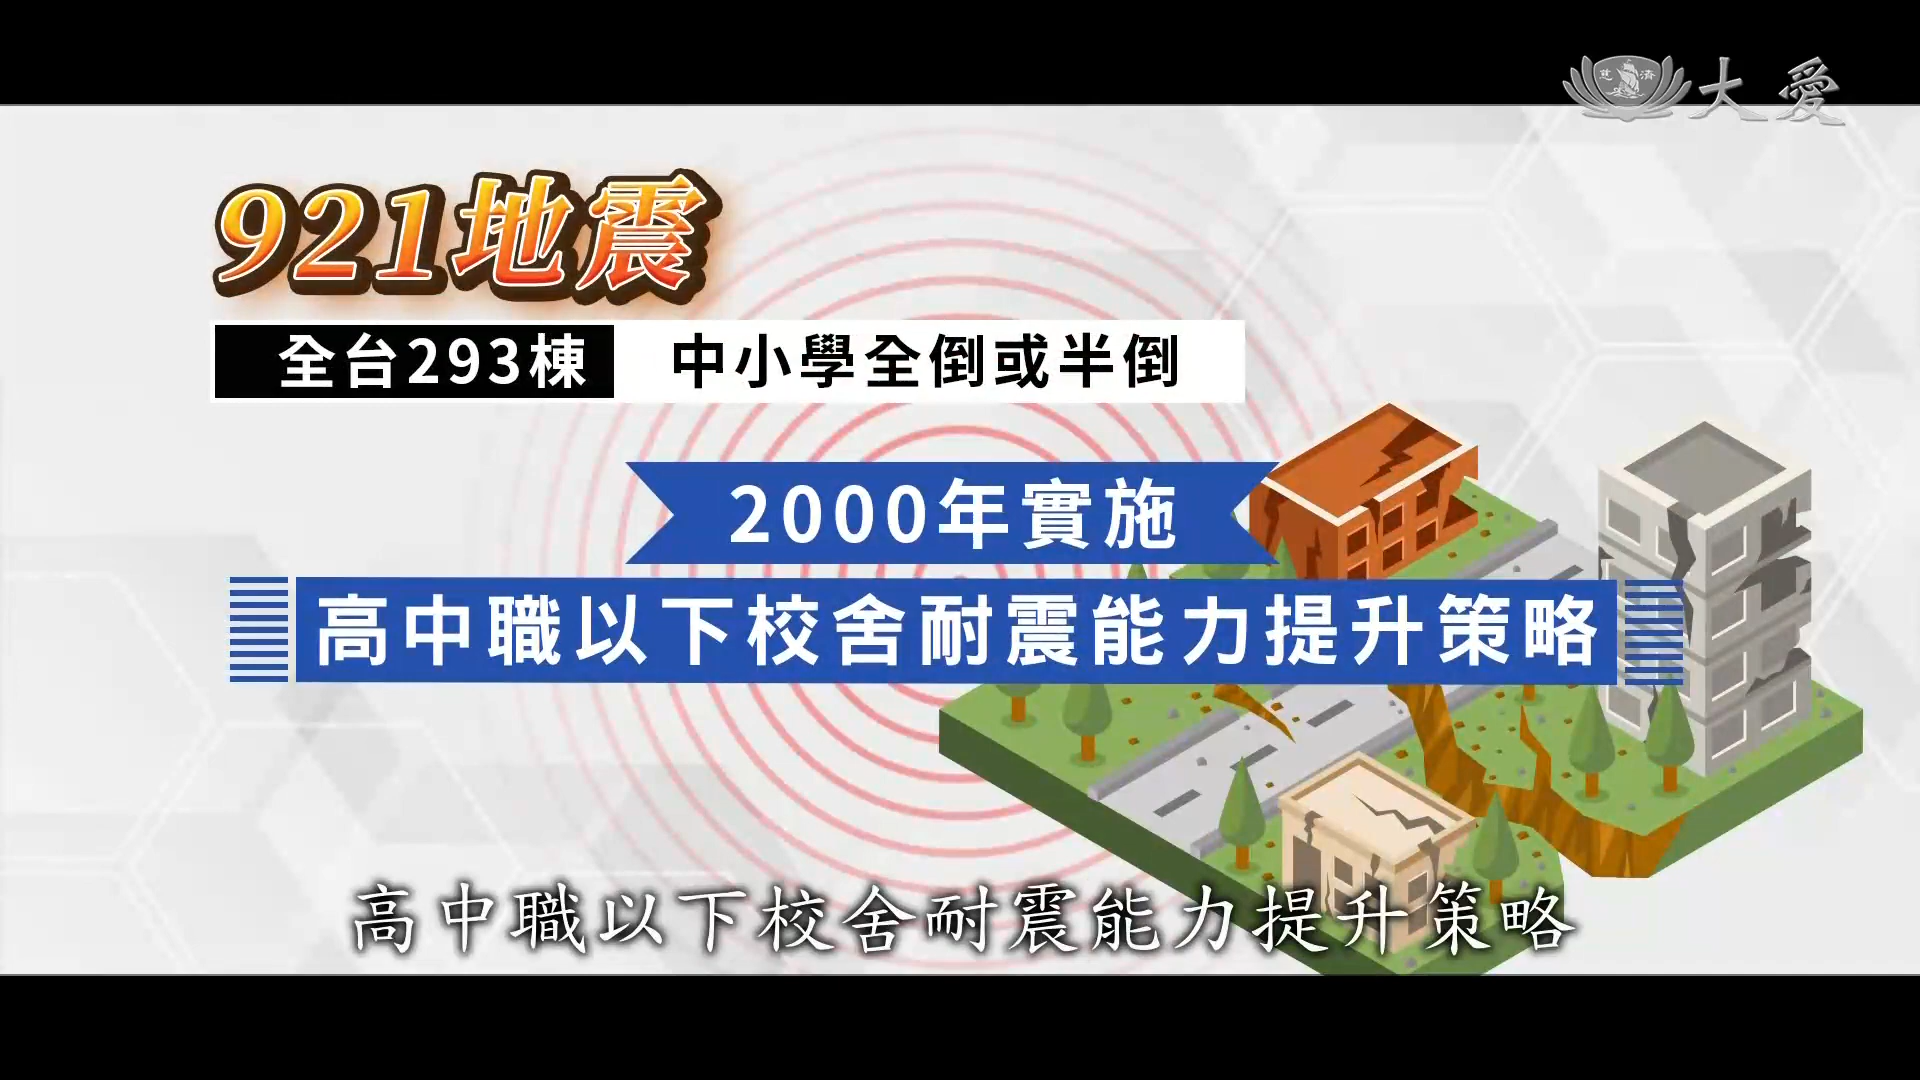 慈濟 大愛
921地震
全台293棟 中小學全倒或半倒
2000年實施
高中職以下校舍耐震能力提升策略
高中職以下校舍耐震能力提升策略